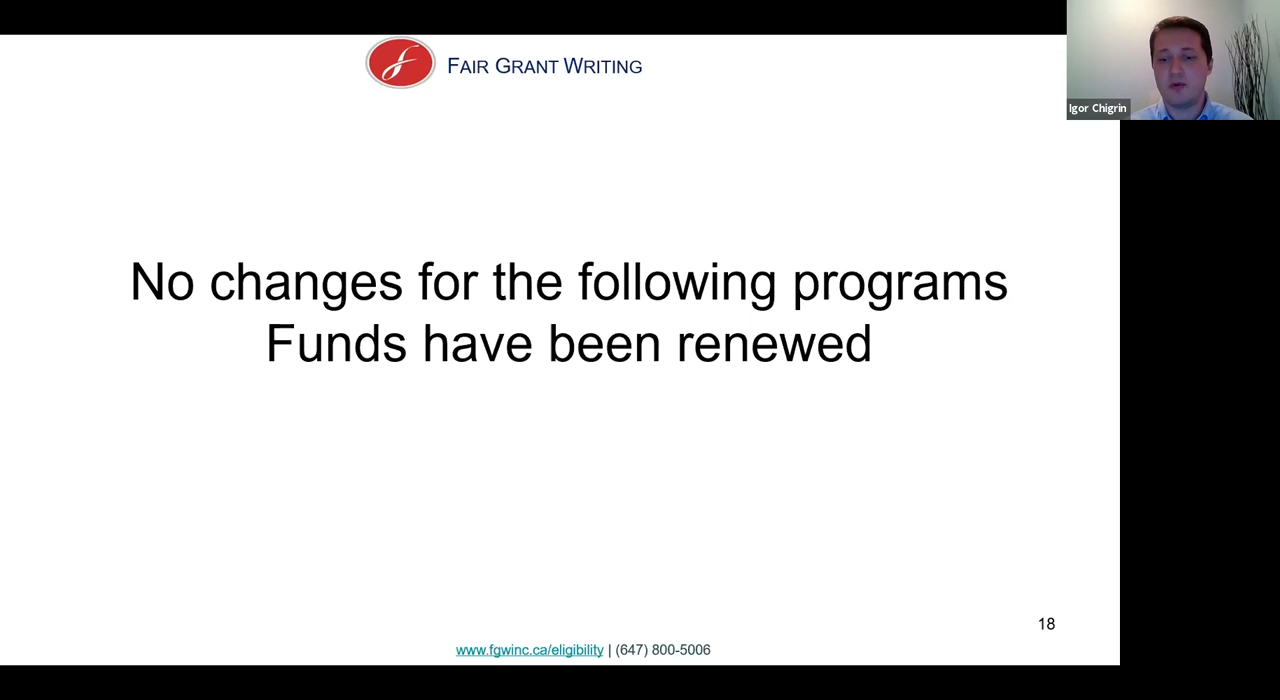 FAIR GRANT WRITING
Igor Chigrin
No changes for the following programs
Funds have been renewed
18
www.fgwinc.ca/eligibility | (647) 800-5006